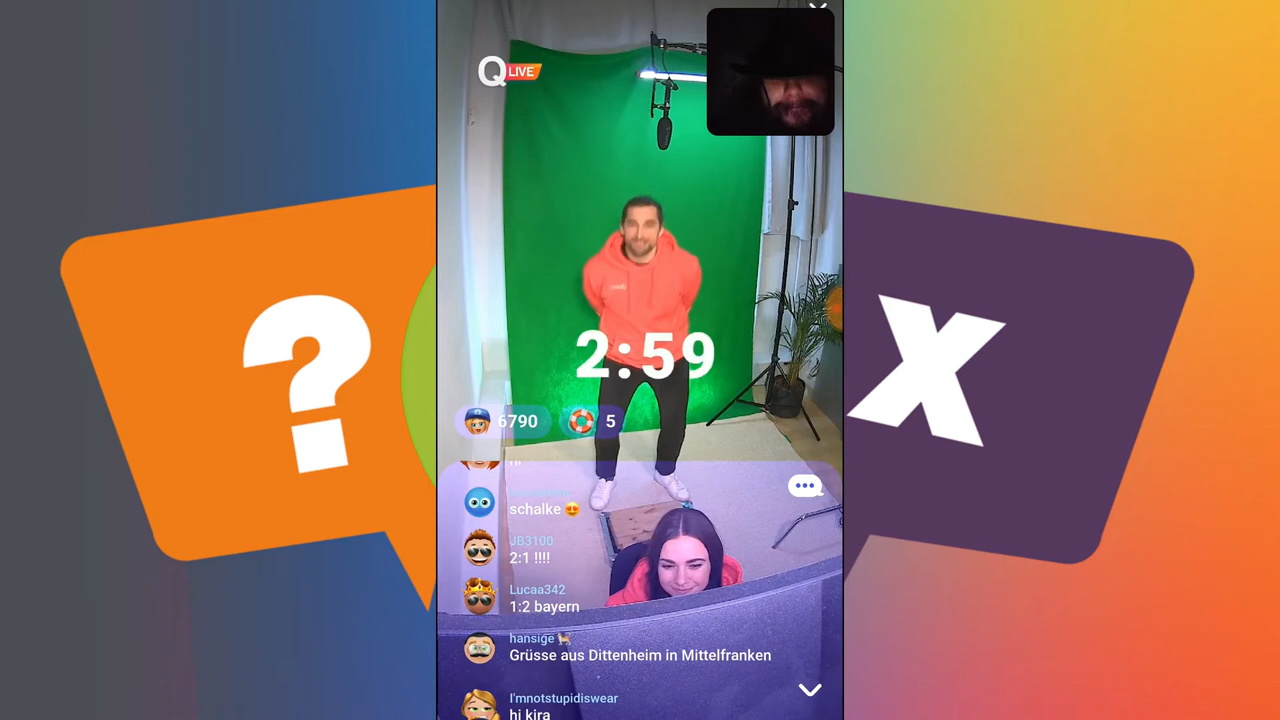 Q LIVE
?
X
2:59
6790
5
schalke 😍
JB3100
2:1 !!!!
Lucaa342
1:2 bayern
hansige 🐕
Grüsse aus Dittenheim in Mittelfranken
I'mnotstupidiswear
hi kira